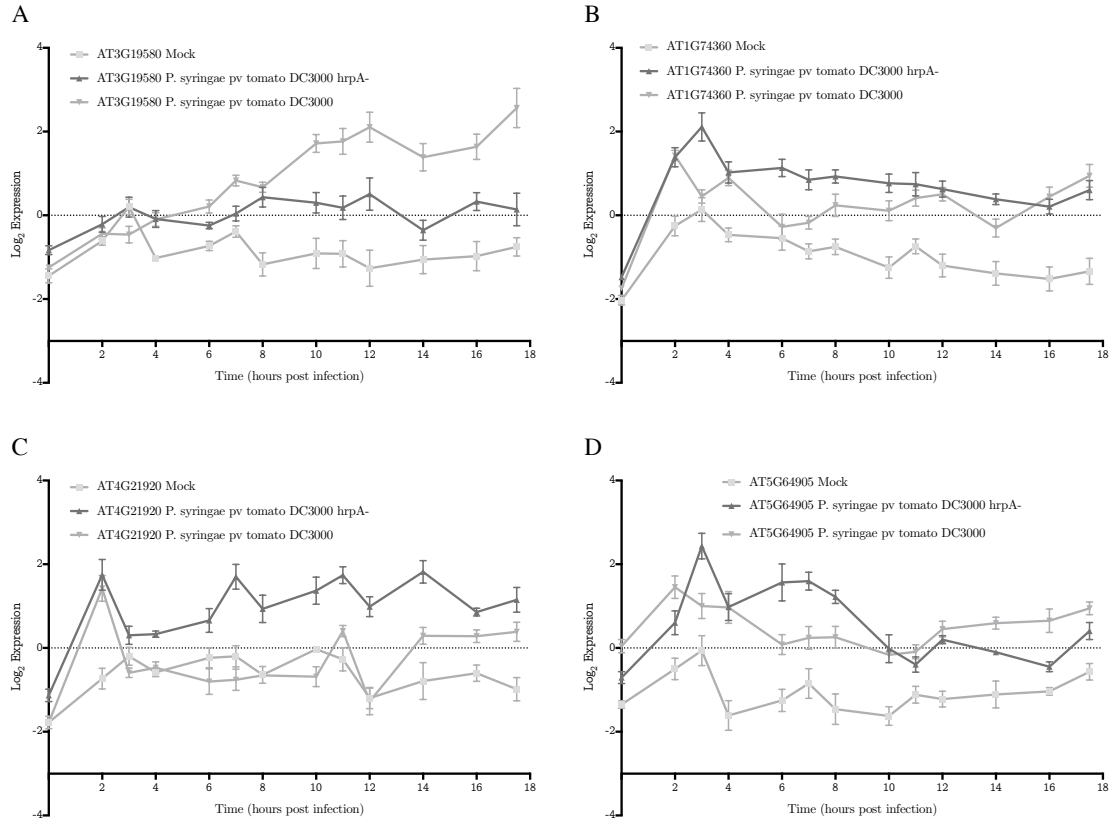 A
AT3G19580 Mock
AT3G19580 P. syringae pv tomato DC3000 hrpA-
AT3G19580 P. syringae pv tomato DC3000
4
2
0
-2
-4
Log2 Expression
2 4 6 8 10 12 14 16 18
Time (hours post infection)
B
AT1G74360 Mock
AT1G74360 P. syringae pv tomato DC3000 hrpA-
AT1G74360 P. syringae pv tomato DC3000
4
2
0
-2
-4
Log2 Expression
2 4 6 8 10 12 14 16 18
Time (hours post infection)
C
AT4G21920 Mock
AT4G21920 P. syringae pv tomato DC3000 hrpA-
AT4G21920 P. syringae pv tomato DC3000
4
2
0
-2
-4
Log2 Expression
2 4 6 8 10 12 14 16 18
Time (hours post infection)
D
AT5G64905 Mock
AT5G64905 P. syringae pv tomato DC3000 hrpA-
AT5G64905 P. syringae pv tomato DC3000
4
2
0
-2
-4
Log2 Expression
2 4 6 8 10 12 14 16 18
Time (hours post infection)